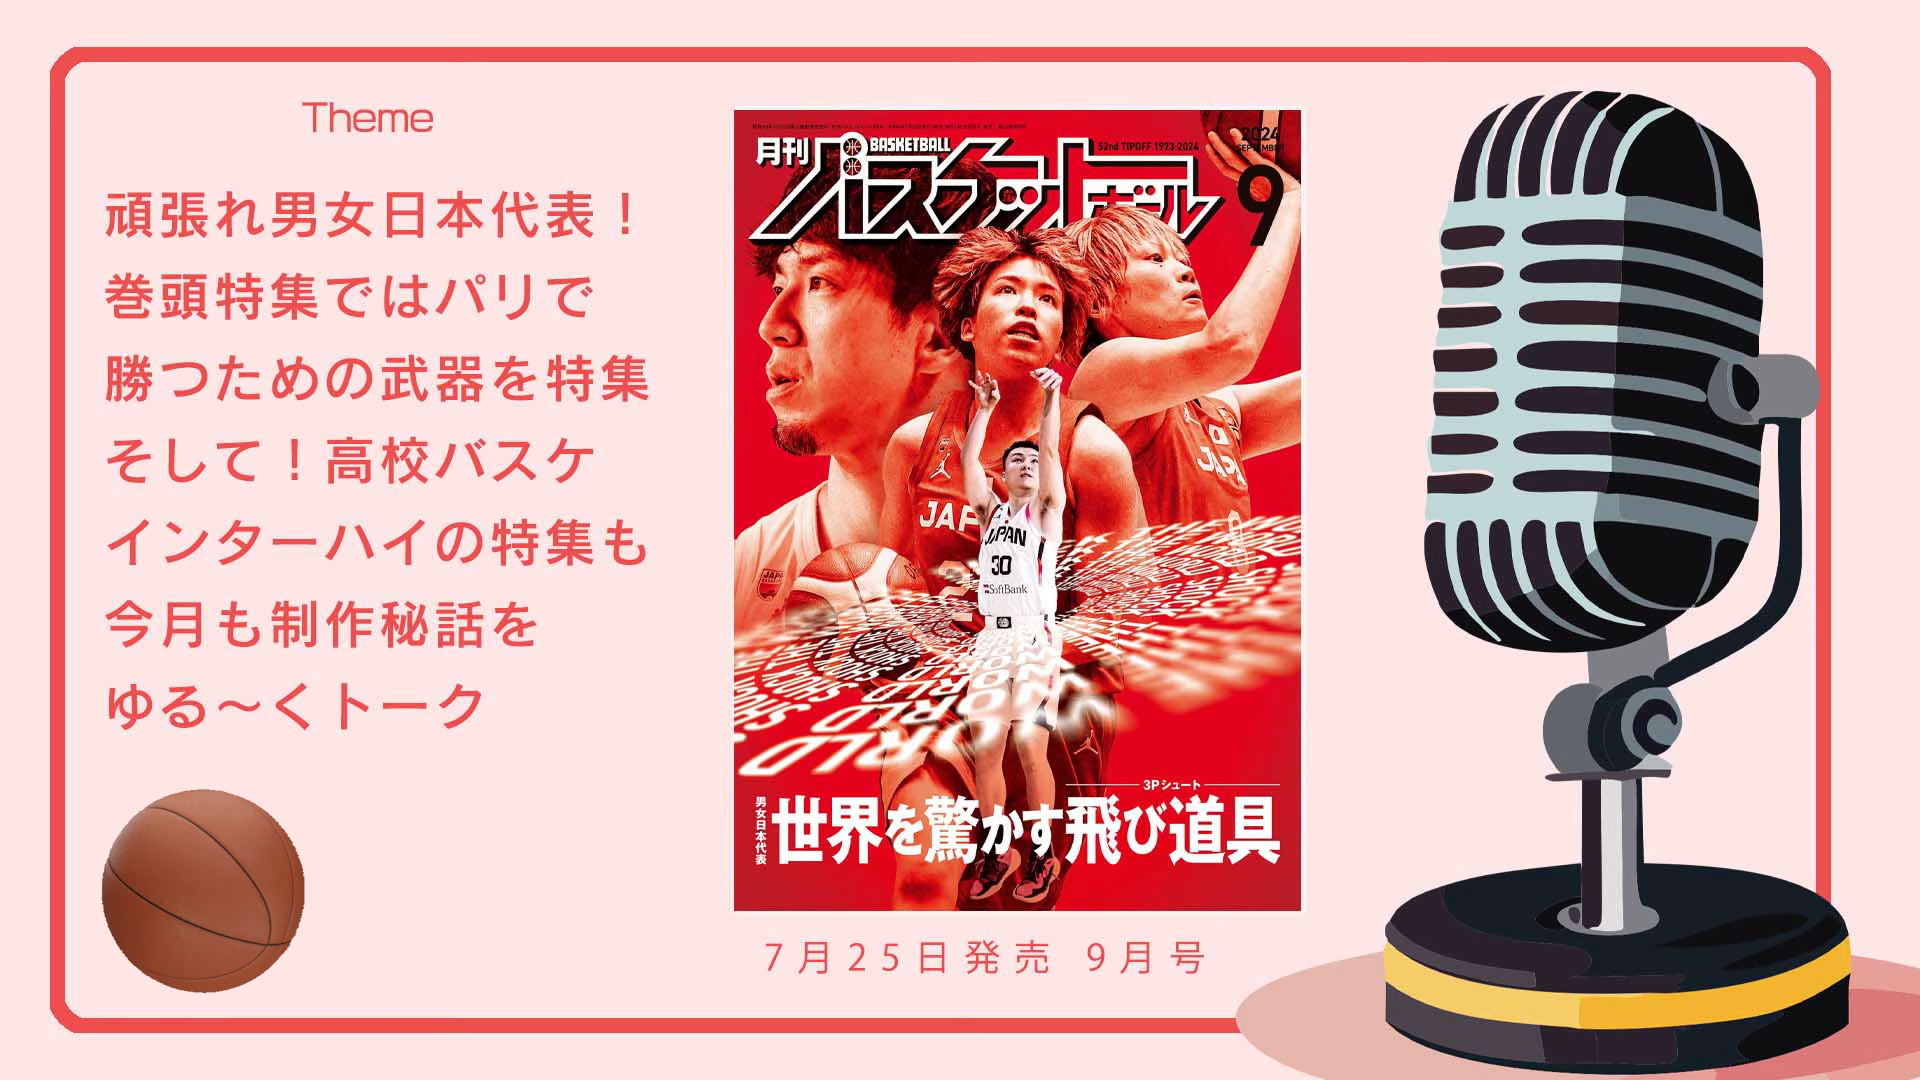 Theme
頑張れ男女日本代表！
巻頭特集ではパリで
勝つための武器を特集
そして！高校バスケ
インターハイの特集も
今月も制作秘話を
ゆる～くトーク
月刊 バスケットボール
BASKETBALL
52nd TIPOFF 1973-2024
2024
SEPTEMBER
9
JAPAN
30
SoftBank
3Pシュート
男女日本代表
世界を驚かす飛び道具
7月25日発売 9月号